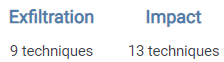 Exfiltration Impact
9 techniques 13 techniques